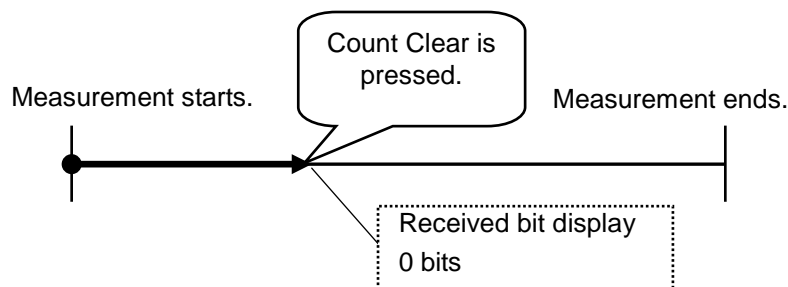 Count Clear is
pressed.
Measurement starts.
Measurement ends.
Received bit display
0 bits